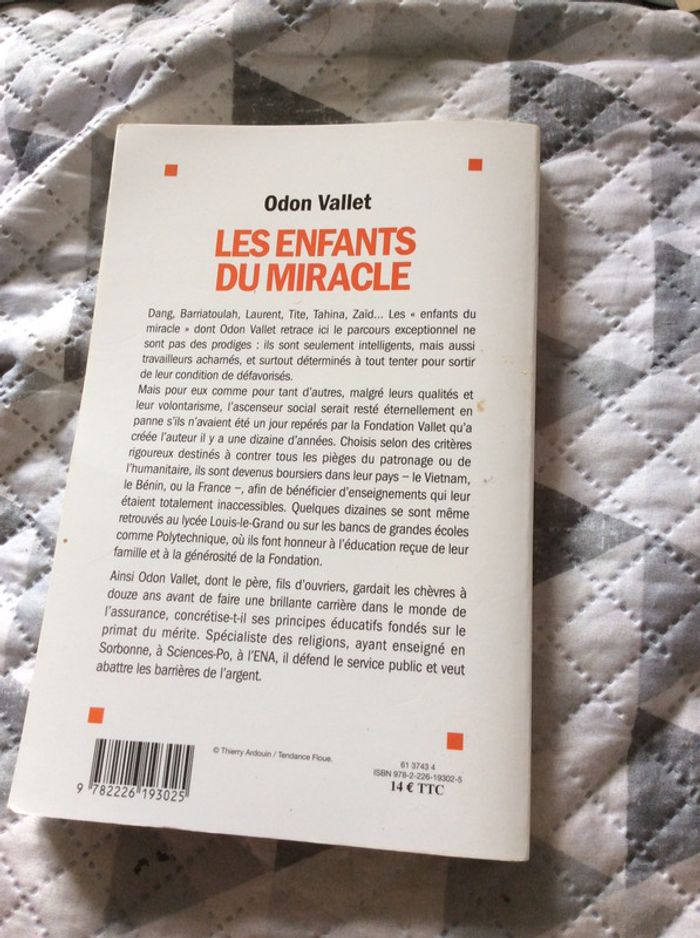 Odon Vallet
LES ENFANTS
DU MIRACLE
Dang, Barriatoulah, Laurent, Tite, Tahina, Zaïd... Les « enfants du
miracle » dont Odon Vallet retrace ici le parcours exceptionnel ne
sont pas des prodiges : ils sont seulement intelligents, mais aussi
travailleurs acharnés, et surtout déterminés à tout tenter pour sortir
de leur condition de défavorisés.
Mais pour eux comme pour tant d'autres, malgré leurs qualités et
leur volontarisme, l'ascenseur social serait resté éternellement en
panne s'ils n'avaient été un jour repérés par la Fondation Vallet qu'a
créée l'auteur il y a une dizaine d'années. Choisis selon des critères
rigoureux destinés à contrer tous les pièges du patronage ou de
l'humanitaire, ils sont devenus boursiers dans leur pays – le Vietnam,
le Bénin, ou la France –, afin de bénéficier d'enseignements qui leur
étaient totalement inaccessibles. Quelques dizaines se sont même
retrouvés au lycée Louis-le-Grand ou sur les bancs de grandes écoles
comme Polytechnique, où ils font honneur à l'éducation reçue de leur
famille et à la générosité de la Fondation.
Ainsi Odon Vallet, dont le père, fils d'ouvriers, gardait les chèvres à
douze ans avant de faire une brillante carrière dans le monde de
l'assurance, concrétise-t-il ses principes éducatifs fondés sur le
primat du mérite. Spécialiste des religions, ayant enseigné en
Sorbonne, à Sciences-Po, à l'ENA, il défend le service public et veut
abattre les barrières de l'argent.
© Thierry Ardouin / Tendance Floue.
61 3743 4
ISBN 978-2-226-19302-5
14 € TTC
9 782226 193025